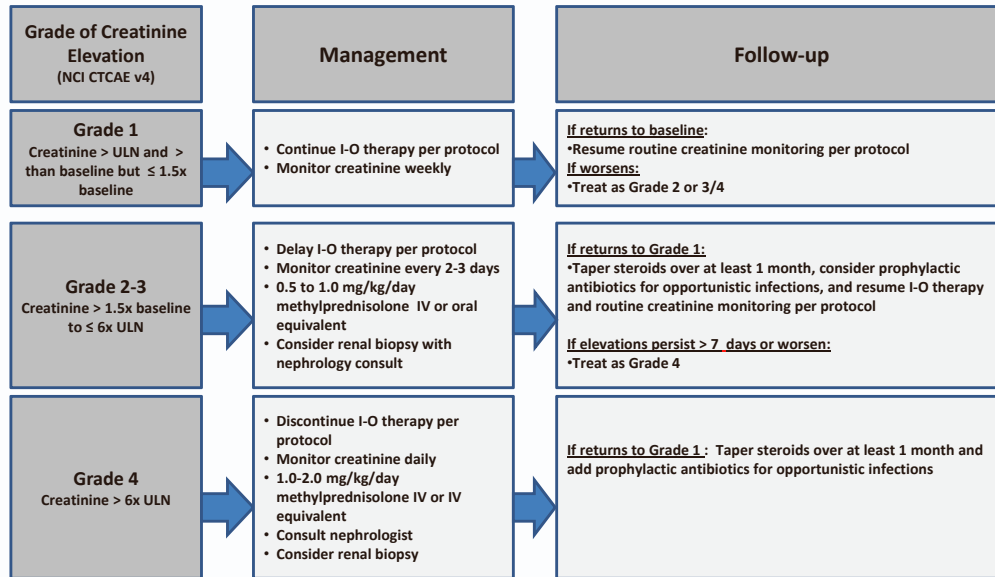 Grade of Creatinine
Elevation
(NCI CTCAE v4)
Management
Follow-up
Grade 1
Creatinine > ULN and >
than baseline but ≤ 1.5x
baseline
• Continue I-O therapy per protocol
• Monitor creatinine weekly
If returns to baseline:
•Resume routine creatinine monitoring per protocol
If worsens:
•Treat as Grade 2 or 3/4
Grade 2-3
Creatinine > 1.5x baseline
to ≤ 6x ULN
• Delay I-O therapy per protocol
• Monitor creatinine every 2-3 days
• 0.5 to 1.0 mg/kg/day
methylprednisolone IV or oral
equivalent
• Consider renal biopsy with
nephrology consult
If returns to Grade 1:
•Taper steroids over at least 1 month, consider prophylactic
antibiotics for opportunistic infections, and resume I-O therapy
and routine creatinine monitoring per protocol
If elevations persist > 7 days or worsen:
•Treat as Grade 4
Grade 4
Creatinine > 6x ULN
• Discontinue I-O therapy per
protocol
• Monitor creatinine daily
• 1.0-2.0 mg/kg/day
methylprednisolone IV or IV
equivalent
• Consult nephrologist
• Consider renal biopsy
If returns to Grade 1 : Taper steroids over at least 1 month and
add prophylactic antibiotics for opportunistic infections